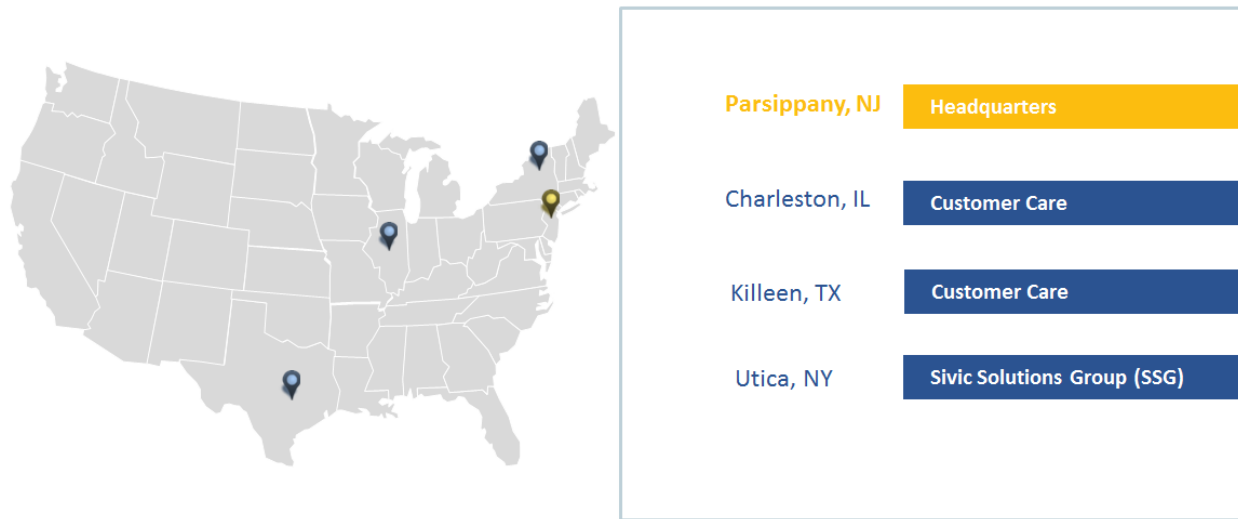 Parsippany, NJ Headquarters
Charleston, IL Customer Care
Killeen, TX Customer Care
Utica, NY Sivic Solutions Group (SSG)